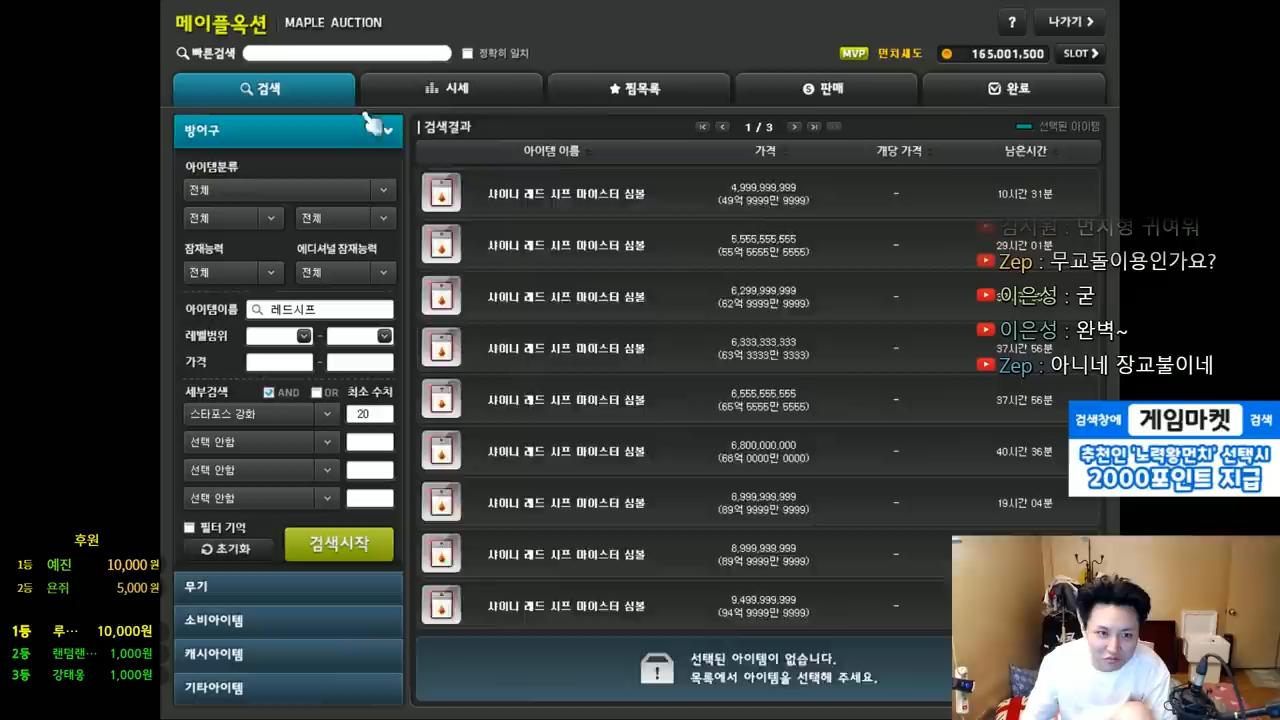 메이플옥션 MAPLE AUCTION
? 나가기
빠른검색 정확히 일치
MVP 먼치세도 165,001,500 SLOT
검색 시세 찜목록 판매 완료
방어구
아이템분류
전체
전체 전체
잠재능력 에디셔널 잠재능력
전체 전체
아이템이름 레드시프
레벨범위 -
가격 -
세부검색 AND OR 최소 수치
스타포스 강화 20
선택 안함
선택 안함
선택 안함
필터 기억
초기화 검색시작
무기
소비아이템
캐시아이템
기타아이템
검색결과 1 / 3 선택된 아이템
아이템 이름 가격 개당 가격 남은시간
샤이니 레드 시프 마이스터 심볼 4,999,999,999 (49억 9999만 9999) - 10시간 31분
샤이니 레드 시프 마이스터 심볼 5,555,555,555 (55억 5555만 5555) - 29시간 01분
샤이니 레드 시프 마이스터 심볼 6,299,999,999 (62억 9999만 9999) -
샤이니 레드 시프 마이스터 심볼 6,333,333,333 (63억 3333만 3333) - 37시간 56분
샤이니 레드 시프 마이스터 심볼 6,555,555,555 (65억 5555만 5555) - 37시간 56분
샤이니 레드 시프 마이스터 심볼 6,800,000,000 (68억 0000만 0000) - 40시간 36분
샤이니 레드 시프 마이스터 심볼 8,999,999,999 (89억 9999만 9999) - 19시간 04분
샤이니 레드 시프 마이스터 심볼 8,999,999,999 (89억 9999만 9999) -
샤이니 레드 시프 마이스터 심볼 9,499,999,999 (94억 9999만 9999) -
선택된 아이템이 없습니다.
목록에서 아이템을 선택해 주세요.
김지원 : 먼치형 귀여워
Zep : 무교돌이용인가요?
이은성 : 굳
이은성 : 완벽~
Zep : 아니네 장교불이네
검색창에 게임마켓 검색
추천인 '노력왕먼치' 선택시
2000포인트 지급
후원
1등 예진 10,000 원
2등 욘쥐 5,000 원
1등 루… 10,000원
2등 랜덤랜… 1,000원
3등 강태웅 1,000원